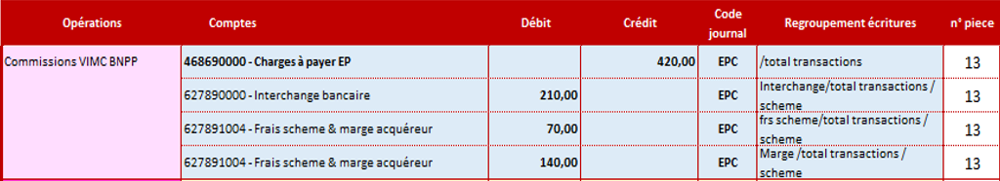 Opérations Comptes Débit Crédit Code journal Regroupement écritures n° piece
Commissions VIMC BNPP 468690000 - Charges à payer EP 420,00 EPC /total transactions 13
627890000 - Interchange bancaire 210,00 EPC Interchange/total transactions / scheme 13
627891004 - Frais scheme & marge acquéreur 70,00 EPC frs scheme/total transactions / scheme 13
627891004 - Frais scheme & marge acquéreur 140,00 EPC Marge /total transactions / scheme 13